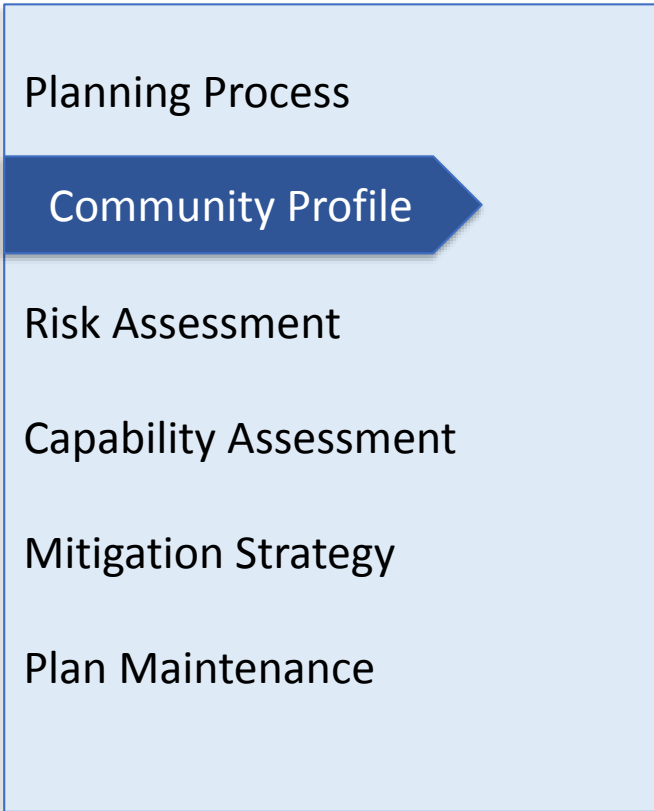 Planning Process
Community Profile
Risk Assessment
Capability Assessment
Mitigation Strategy
Plan Maintenance